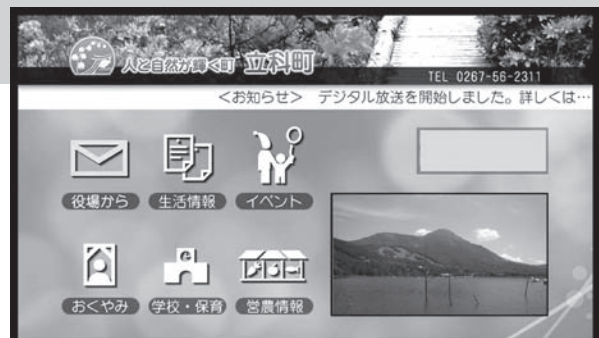 人と自然が輝く町 立科町
TEL 0267-56-2311
＜お知らせ＞ デジタル放送を開始しました。詳しくは…
役場から 生活情報 イベント
おくやみ 学校・保育 営農情報